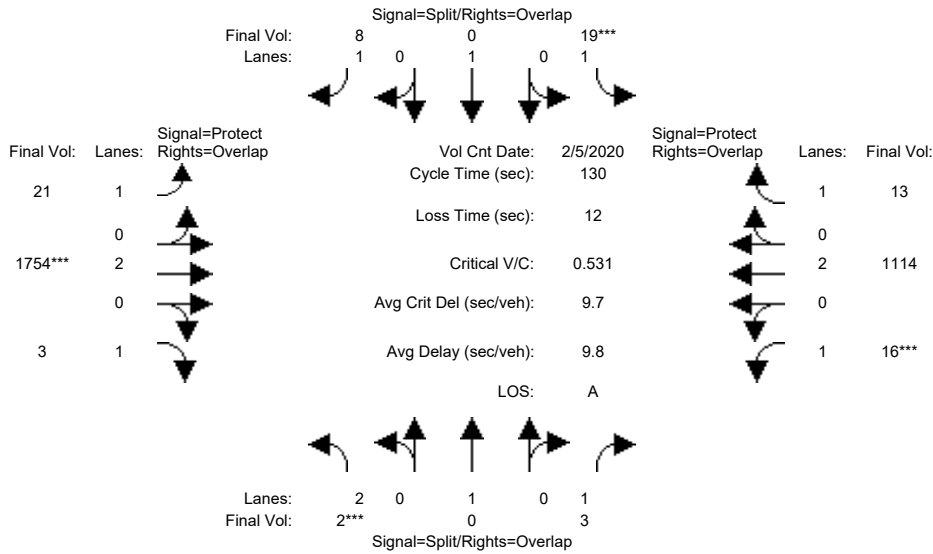 Signal=Split/Rights=Overlap
Final Vol: 8 0 19***
Lanes: 1 0 1 0 1
Signal=Protect
Final Vol: Lanes: Rights=Overlap
Vol Cnt Date: 2/5/2020
Signal=Protect
Rights=Overlap Lanes: Final Vol:
Cycle Time (sec): 130
21 1
1 13
Loss Time (sec): 12
0
0
1754*** 2
Critical V/C: 0.531
2 1114
0
Avg Crit Del (sec/veh): 9.7
0
3 1
Avg Delay (sec/veh): 9.8
1 16***
LOS: A
Lanes: 2 0 1 0 1
Final Vol: 2*** 0 3
Signal=Split/Rights=Overlap